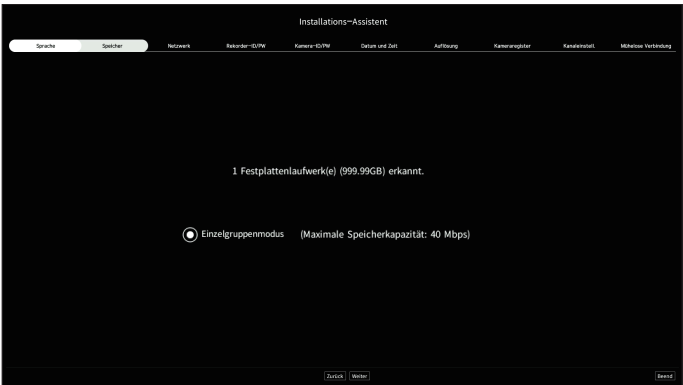 Installations-Assistent
Sprache Speicher Netzwerk Rekorder-ID/PW Kamera-ID/PW Datum und Zeit Auflösung Kameraregister Kanaleinstell. Mühelose Verbindung
1 Festplattenlaufwerk(e) (999.99GB) erkannt.
Einzelgruppenmodus (Maximale Speicherkapazität: 40 Mbps)
Zurück Weiter Beend